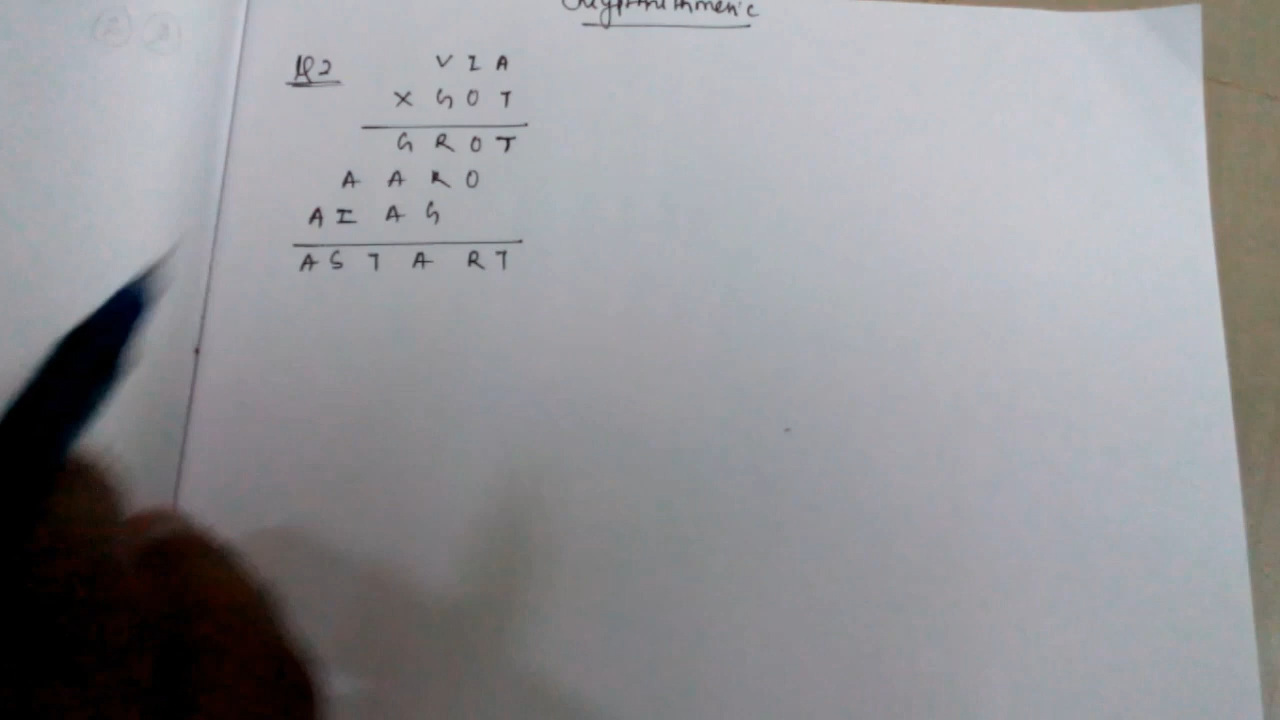 Q2
V I A
X G O T
G R O T
A A R O
A I A G
A S T A R T